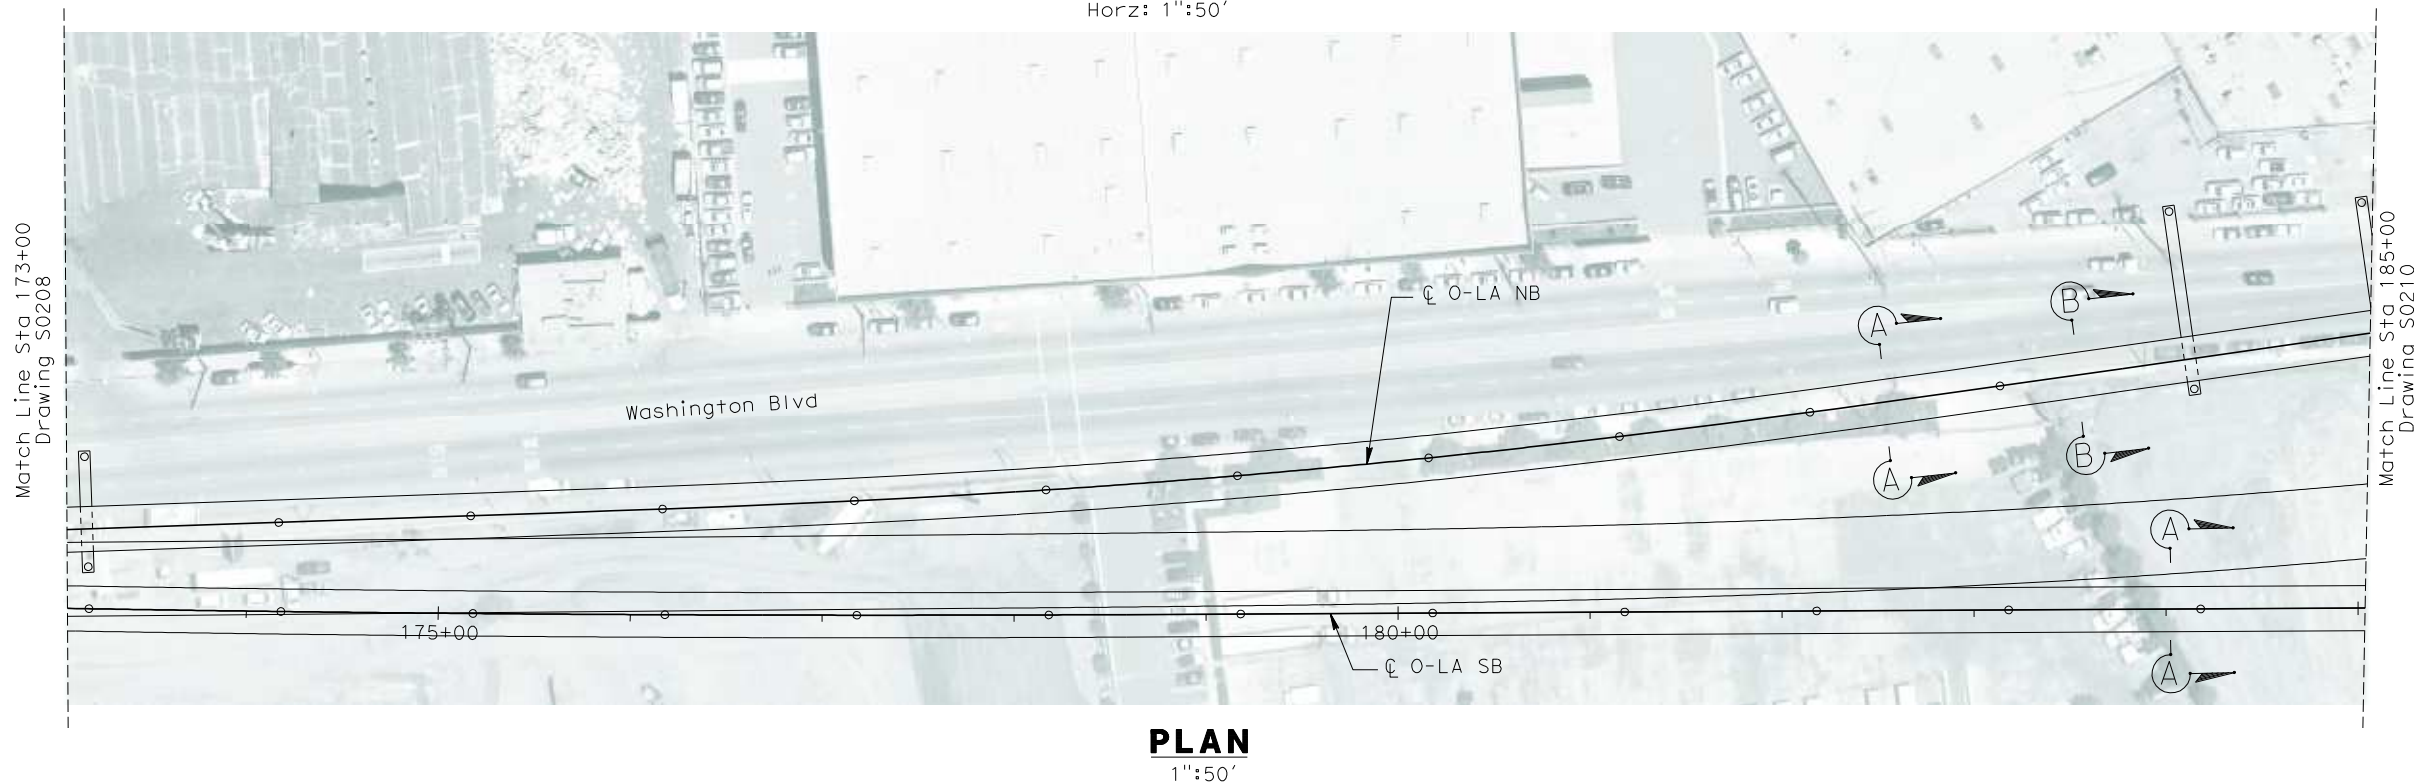 Horz: 1":50'
Match Line Sta 173+00
Drawing S0208
Match Line Sta 185+00
Drawing S0210
℄ O-LA NB
B
A
Washington Blvd
B
A
A
175+00
180+00
℄ O-LA SB
A
PLAN
1":50'